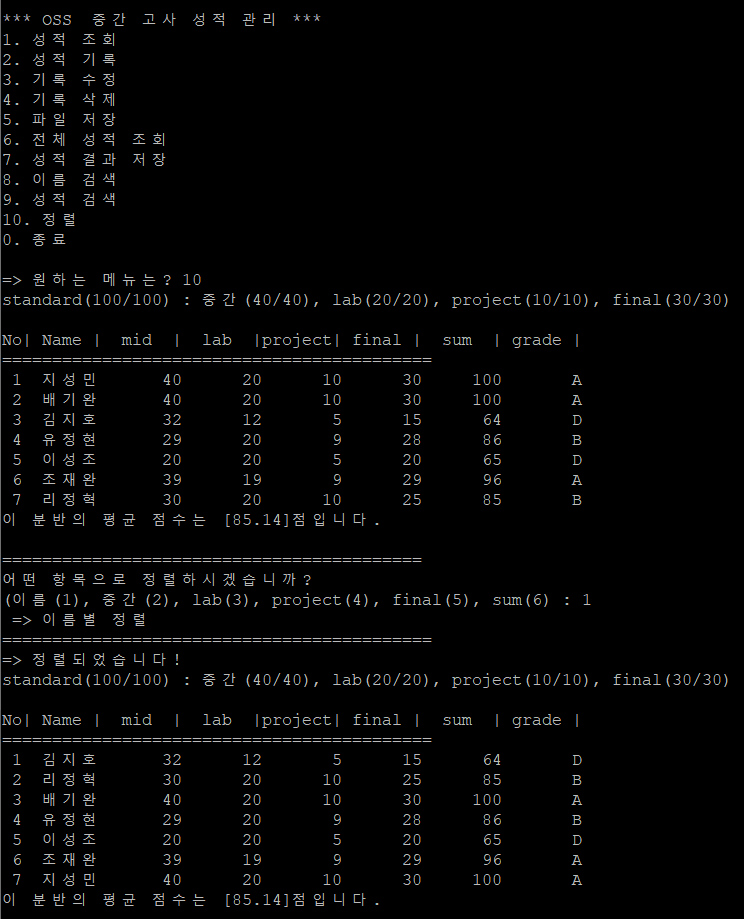 *** OSS 중간 고사 성적 관리 ***
1. 성적 조회
2. 성적 기록
3. 기록 수정
4. 기록 삭제
5. 파일 저장
6. 전체 성적 조회
7. 성적 결과 저장
8. 이름 검색
9. 성적 검색
10. 정렬
0. 종료
=> 원하는 메뉴는? 10
standard(100/100) : 중간(40/40), lab(20/20), project(10/10), final(30/30)
No| Name |  mid  |  lab  |project| final |  sum  | grade |
===========================================
1 지성민 40 20 10 30 100 A
2 배기완 40 20 10 30 100 A
3 김지호 32 12 5 15 64 D
4 유정현 29 20 9 28 86 B
5 이성조 20 20 5 20 65 D
6 조재완 39 19 9 29 96 A
7 리정혁 30 20 10 25 85 B
이 분반의 평균 점수는 [85.14]점입니다.
==========================================
어떤 항목으로 정렬하시겠습니까?
(이름(1), 중간(2), lab(3), project(4), final(5), sum(6) : 1
=> 이름별 정렬
===========================================
=> 정렬되었습니다!
standard(100/100) : 중간(40/40), lab(20/20), project(10/10), final(30/30)
No| Name |  mid  |  lab  |project| final |  sum  | grade |
===========================================
1 김지호 32 12 5 15 64 D
2 리정혁 30 20 10 25 85 B
3 배기완 40 20 10 30 100 A
4 유정현 29 20 9 28 86 B
5 이성조 20 20 5 20 65 D
6 조재완 39 19 9 29 96 A
7 지성민 40 20 10 30 100 A
이 분반의 평균 점수는 [85.14]점입니다.